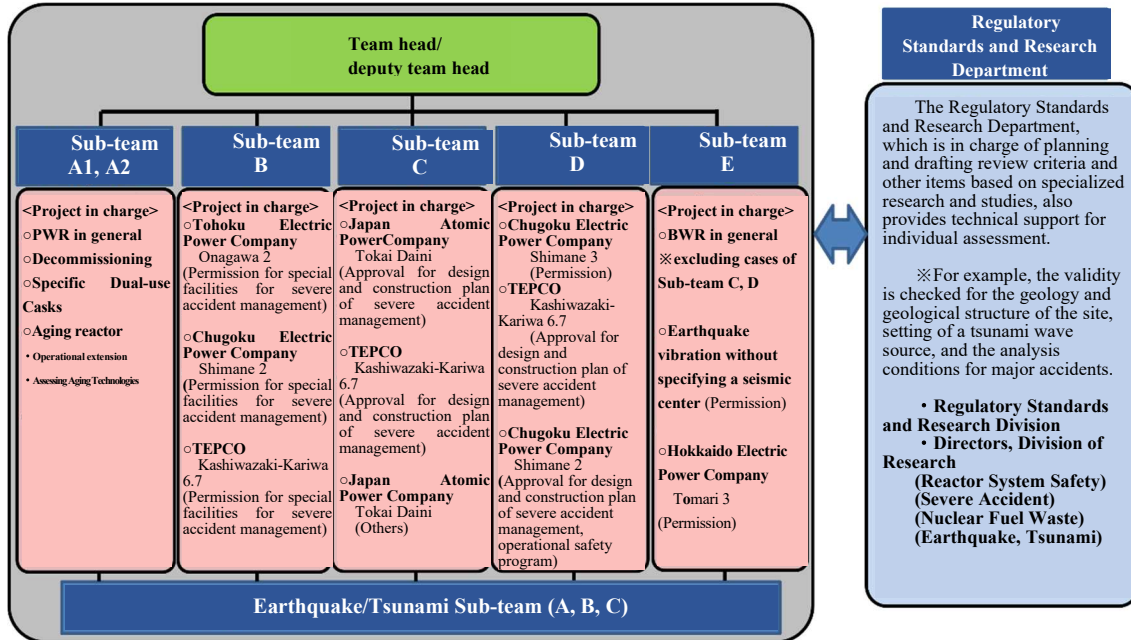 Team head/
deputy team head
Sub-team
A1, A2
<Project in charge>
○PWR in general
○Decommissioning
○Specific Dual-use
Casks
○Aging reactor
・Operational extension
・Assessing Aging Technologies
Sub-team
B
<Project in charge>
○Tohoku Electric
Power Company
Onagawa 2
(Permission for special
facilities for severe
accident management)
○Chugoku Electric
Power Company
Shimane 2
(Permission for special
facilities for severe
accident management)
○TEPCO
Kashiwazaki-Kariwa
6.7
(Permission for special
facilities for severe
accident management)
Sub-team
C
<Project in charge>
○Japan Atomic
PowerCompany
Tokai Daini
(Approval for design
and construction plan
of severe accident
management)
○TEPCO
Kashiwazaki-Kariwa
6.7
(Approval for design
and construction plan
of severe accident
management)
○Japan Atomic
Power Company
Tokai Daini
(Others)
Sub-team
D
<Project in charge>
○Chugoku Electric
Power Company
Shimane 3
(Permission)
○TEPCO
Kashiwazaki-
Kariwa 6.7
(Approval for
design and
construction plan of
severe accident
management)
○Chugoku Electric
Power Company
Shimane 2
(Approval for design
and construction plan
of severe accident
management,
operational safety
program)
Sub-team
E
<Project in charge>
○BWR in general
※excluding cases of
Sub-team C, D
○Earthquake
vibration without
specifying a seismic
center (Permission)
○Hokkaido Electric
Power Company
Tomari 3
(Permission)
Earthquake/Tsunami Sub-team (A, B, C)
Regulatory
Standards and Research
Department
The Regulatory Standards
and Research Department,
which is in charge of planning
and drafting review criteria and
other items based on specialized
research and studies, also
provides technical support for
individual assessment.
※For example, the validity
is checked for the geology and
geological structure of the site,
setting of a tsunami wave
source, and the analysis
conditions for major accidents.
・Regulatory Standards
and Research Division
・Directors, Division of
Research
(Reactor System Safety)
(Severe Accident)
(Nuclear Fuel Waste)
(Earthquake, Tsunami)